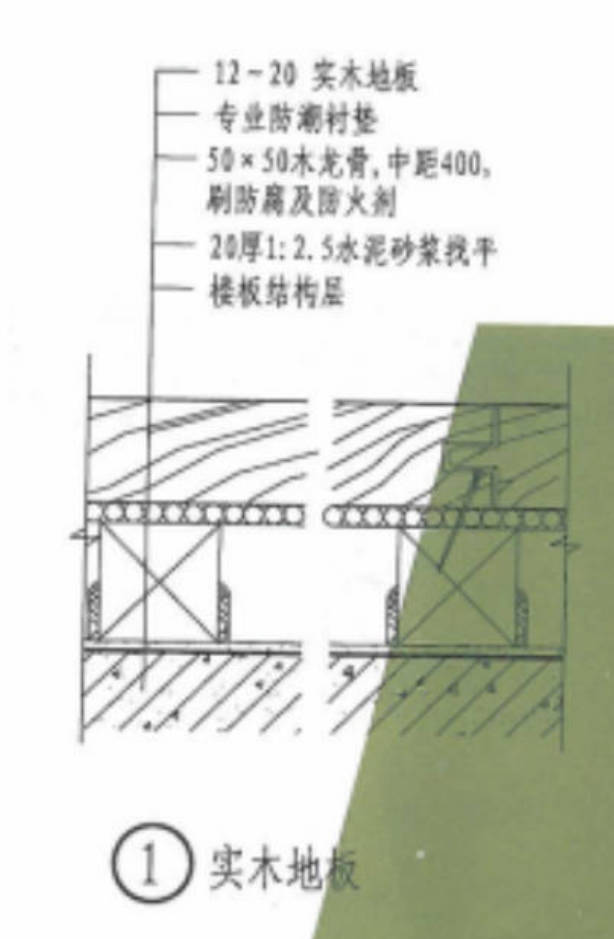 12~20 实木地板
专业防潮衬垫
50×50木龙骨,中距400,
刷防腐及防火剂
20厚1:2.5水泥砂浆找平
楼板结构层
1 实木地板